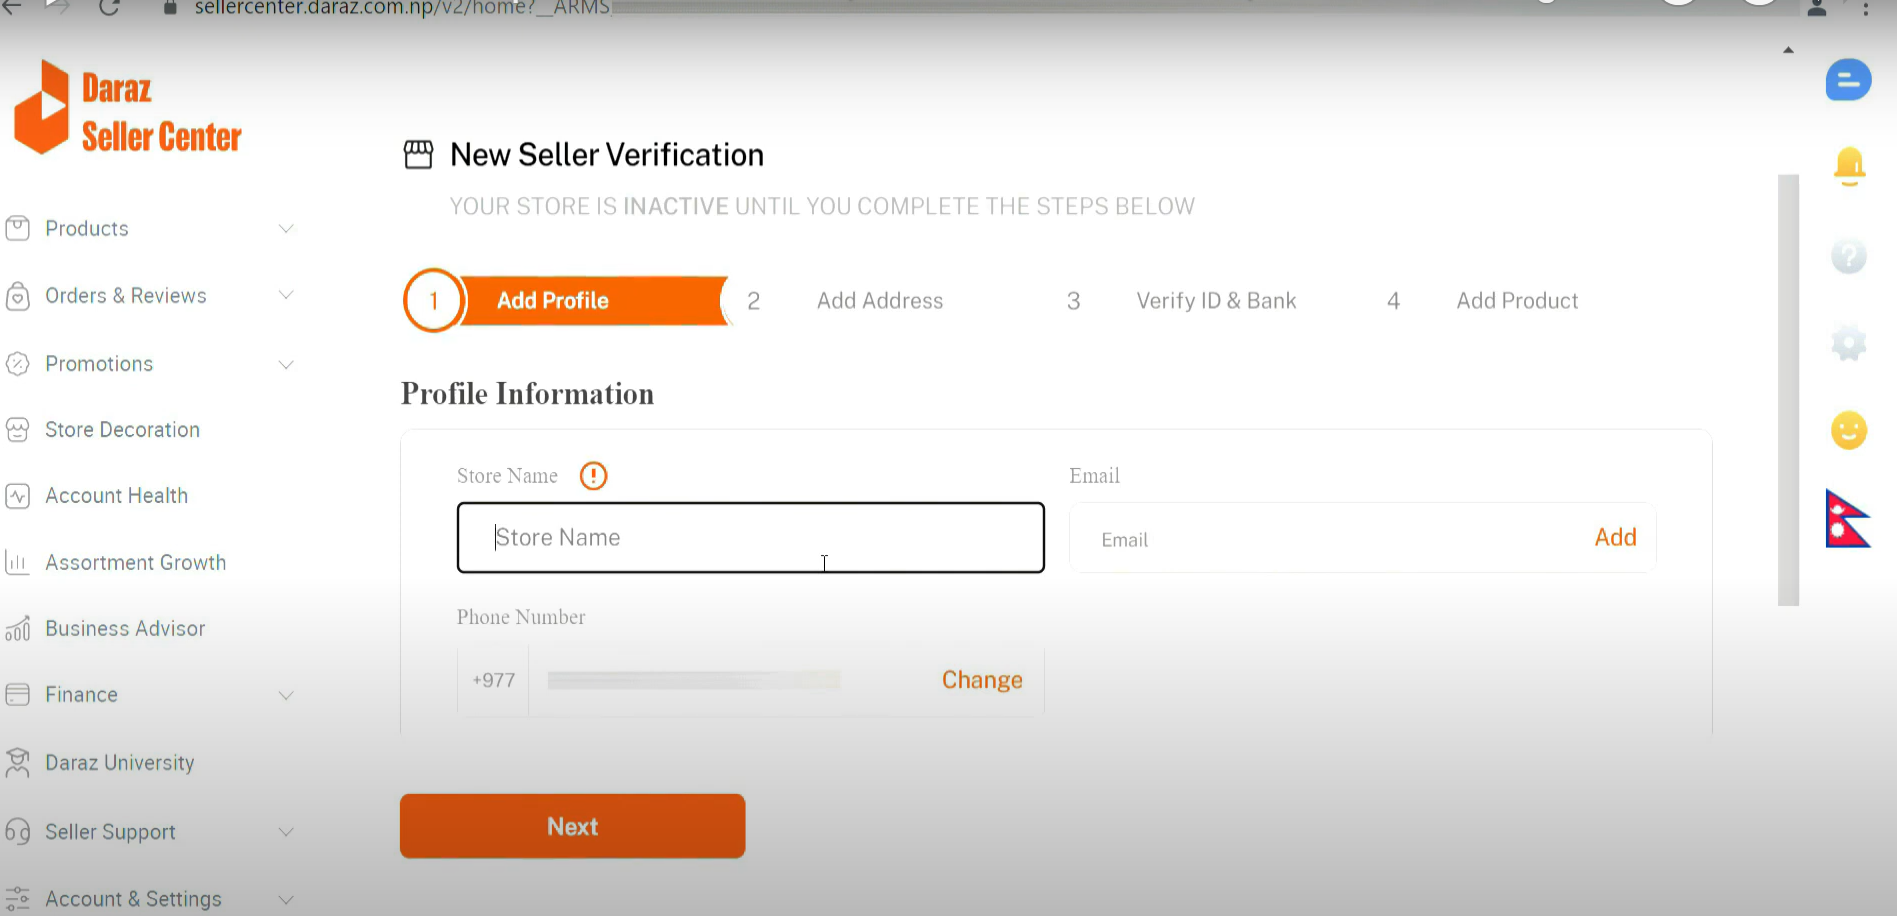 sellercenter.daraz.com.np/v2/home?__ARMS
Daraz
Seller Center
Products
Orders & Reviews
Promotions
Store Decoration
Account Health
Assortment Growth
Business Advisor
Finance
Daraz University
Seller Support
Account & Settings
New Seller Verification
YOUR STORE IS INACTIVE UNTIL YOU COMPLETE THE STEPS BELOW
1 Add Profile 2 Add Address 3 Verify ID & Bank 4 Add Product
Profile Information
Store Name ! Email
Store Name Email Add
Phone Number
+977 Change
Next